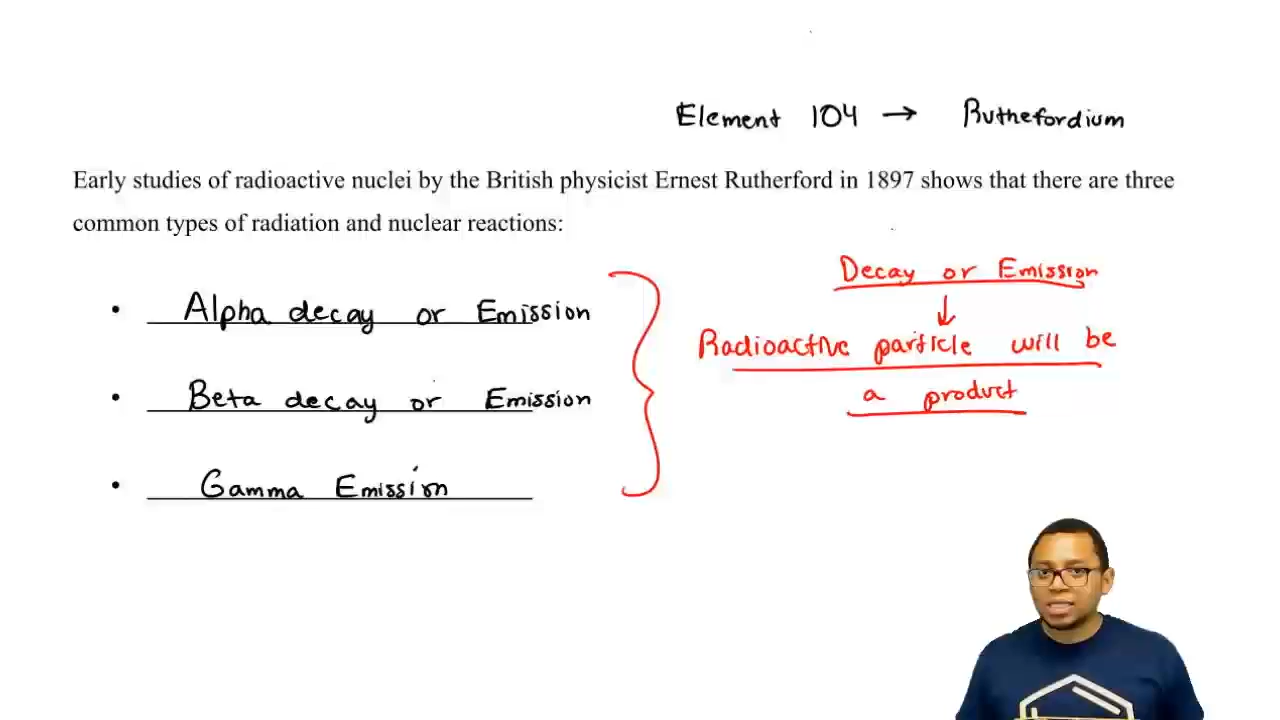 Element 104 → Ruthefordium
Early studies of radioactive nuclei by the British physicist Ernest Rutherford in 1897 shows that there are three
common types of radiation and nuclear reactions:
• Alpha decay or Emission
• Beta decay or Emission
• Gamma Emission
Decay or Emission
↓
Radioactive particle will be
a product